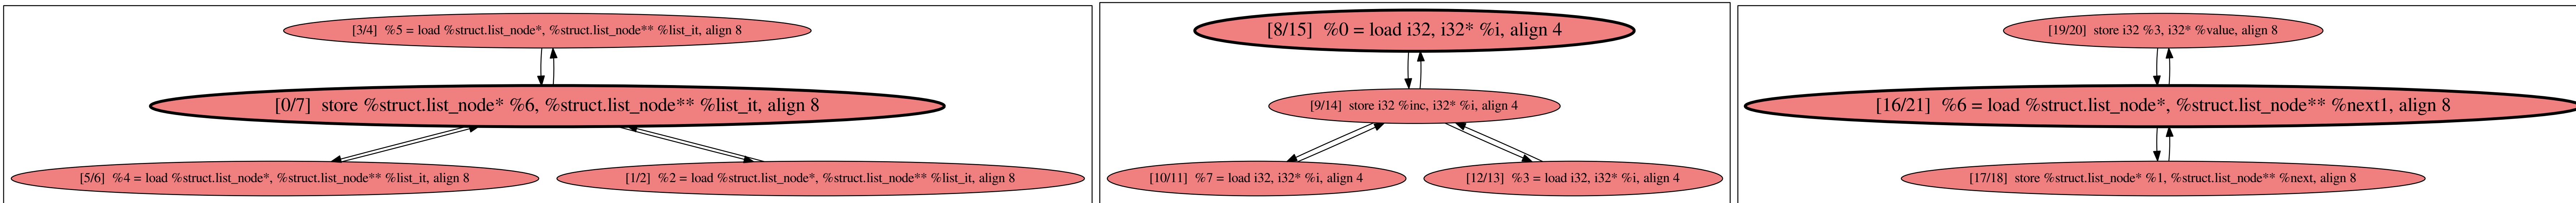 [3/4]  %5 = load %struct.list_node*, %struct.list_node** %list_it, align 8
[0/7]  store %struct.list_node* %6, %struct.list_node** %list_it, align 8
[5/6]  %4 = load %struct.list_node*, %struct.list_node** %list_it, align 8
[1/2]  %2 = load %struct.list_node*, %struct.list_node** %list_it, align 8
[8/15]  %0 = load i32, i32* %i, align 4
[9/14]  store i32 %inc, i32* %i, align 4
[10/11]  %7 = load i32, i32* %i, align 4
[12/13]  %3 = load i32, i32* %i, align 4
[19/20]  store i32 %3, i32* %value, align 8
[16/21]  %6 = load %struct.list_node*, %struct.list_node** %next1, align 8
[17/18]  store %struct.list_node* %1, %struct.list_node** %next, align 8